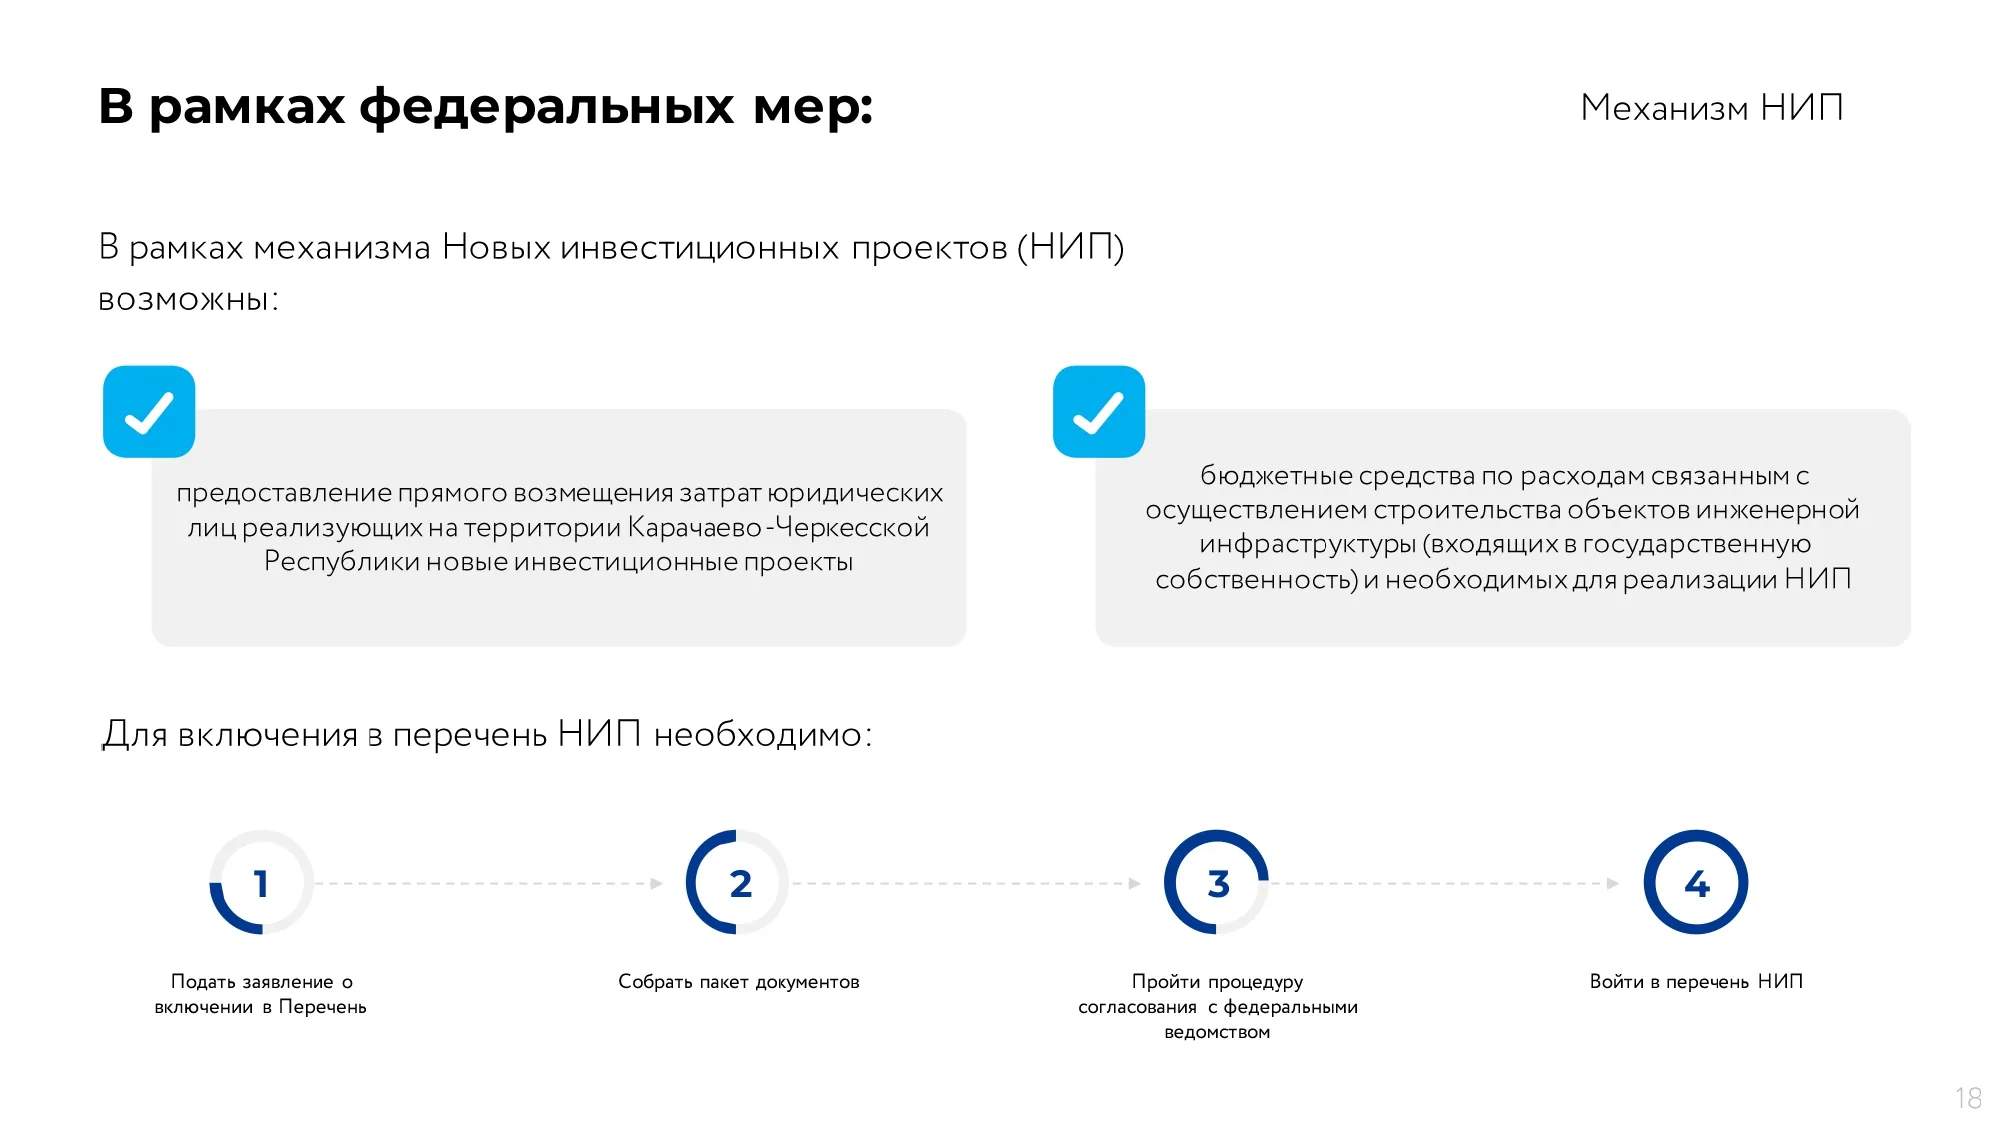 В рамках федеральных мер:
Механизм НИП
В рамках механизма Новых инвестиционных проектов (НИП)
возможны:
предоставление прямого возмещения затрат юридических
лиц реализующих на территории Карачаево-Черкесской
Республики новые инвестиционные проекты
бюджетные средства по расходам связанным с
осуществлением строительства объектов инженерной
инфраструктуры (входящих в государственную
собственность) и необходимых для реализации НИП
Для включения в перечень НИП необходимо:
1
2
3
4
Подать заявление о
включении в Перечень
Собрать пакет документов
Пройти процедуру
согласования с федеральными
ведомством
Войти в перечень НИП
18